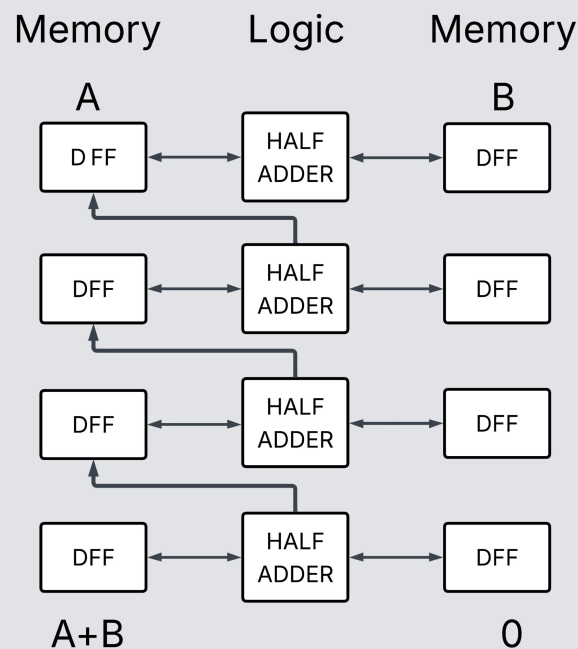 Memory Logic Memory
A B
D FF HALF ADDER DFF
DFF HALF ADDER DFF
DFF HALF ADDER DFF
DFF HALF ADDER DFF
A+B 0